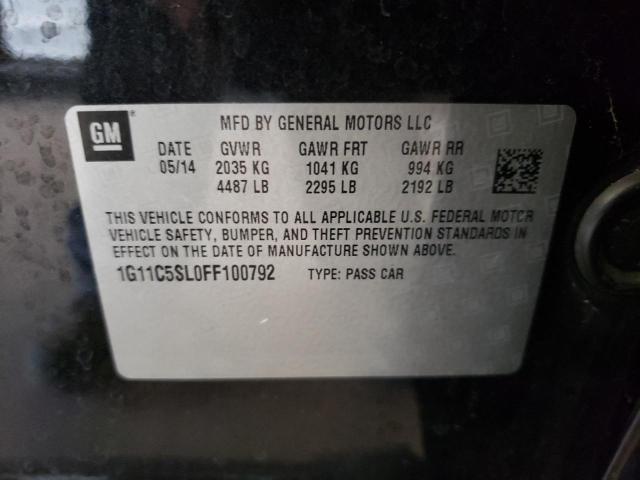 GM
MFD BY GENERAL MOTORS LLC
DATE GVWR GAWR FRT GAWR RR
05/14 2035 KG 1041 KG 994 KG
4487 LB 2295 LB 2192 LB
THIS VEHICLE CONFORMS TO ALL APPLICABLE U.S. FEDERAL MOTOR
VEHICLE SAFETY, BUMPER, AND THEFT PREVENTION STANDARDS IN
EFFECT ON THE DATE OF MANUFACTURE SHOWN ABOVE.
1G11C5SL0FF100792 TYPE: PASS CAR